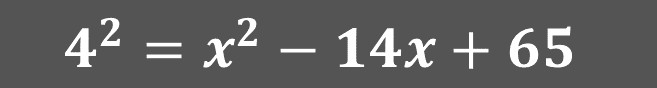 4² = x² − 14x + 65